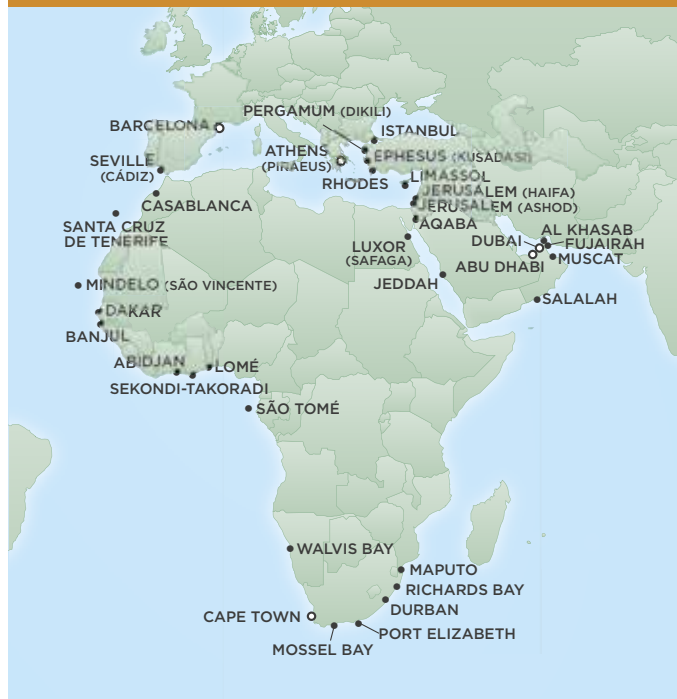 PERGAMUM (DIKILI)
BARCELONA
ISTANBUL
ATHENS
(PIRAEUS)
EPHESUS (KUSADASI)
SEVILLE
(CÁDIZ)
RHODES
LIMASSOL
JERUSALEM (HAIFA)
JERUSALEM (ASHOD)
CASABLANCA
AQABA
SANTA CRUZ
DE TENERIFE
LUXOR
(SAFAGA)
DUBAI
AL KHASAB
FUJAIRAH
ABU DHABI
MUSCAT
JEDDAH
MINDELO (SÃO VINCENTE)
SALALAH
DAKAR
BANJUL
ABIDJAN
LOMÉ
SEKONDI-TAKORADI
SÃO TOMÉ
WALVIS BAY
MAPUTO
RICHARDS BAY
DURBAN
CAPE TOWN
PORT ELIZABETH
MOSSEL BAY